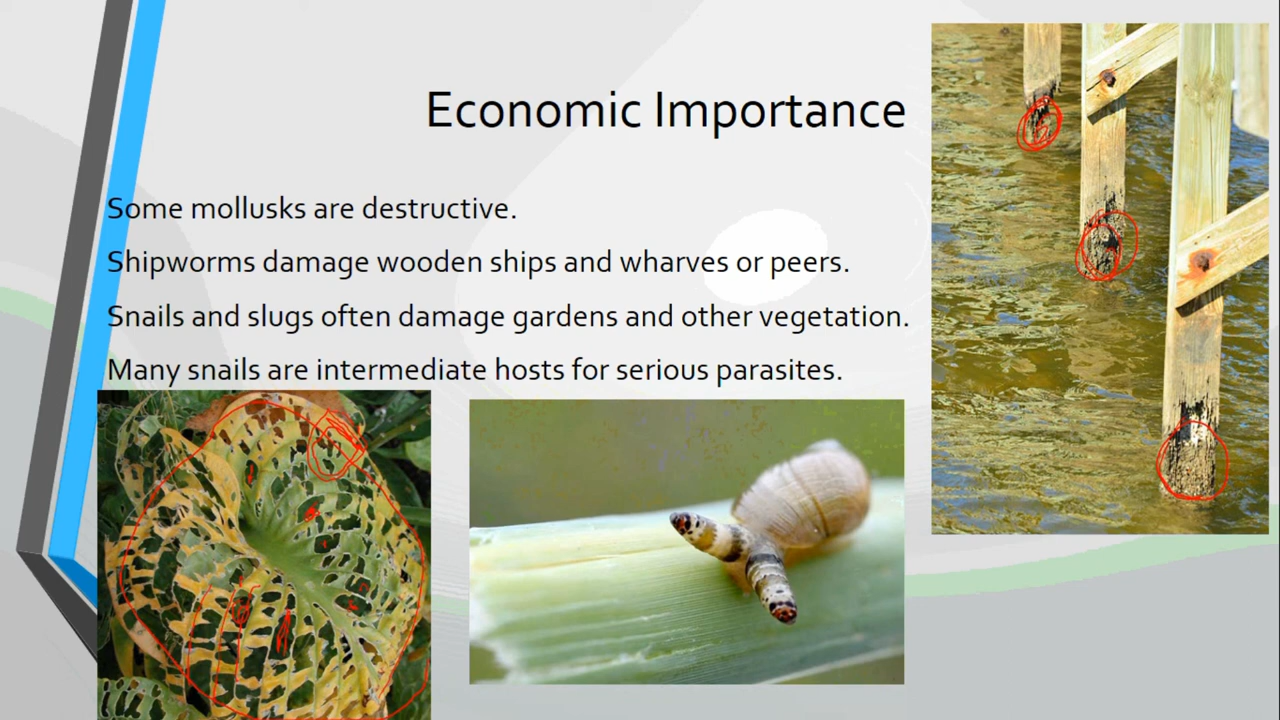 Economic Importance
Some mollusks are destructive.
Shipworms damage wooden ships and wharves or peers.
Snails and slugs often damage gardens and other vegetation.
Many snails are intermediate hosts for serious parasites.